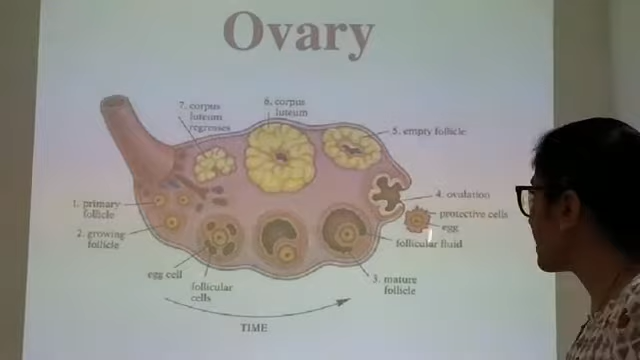 Ovary
7. corpus
luteum
regresses
6. corpus
luteum
5. empty follicle
1. primary
follicle
4. ovulation
protective cells
egg
2. growing
follicle
follicular fluid
egg cell
follicular
cells
3. mature
follicle
TIME